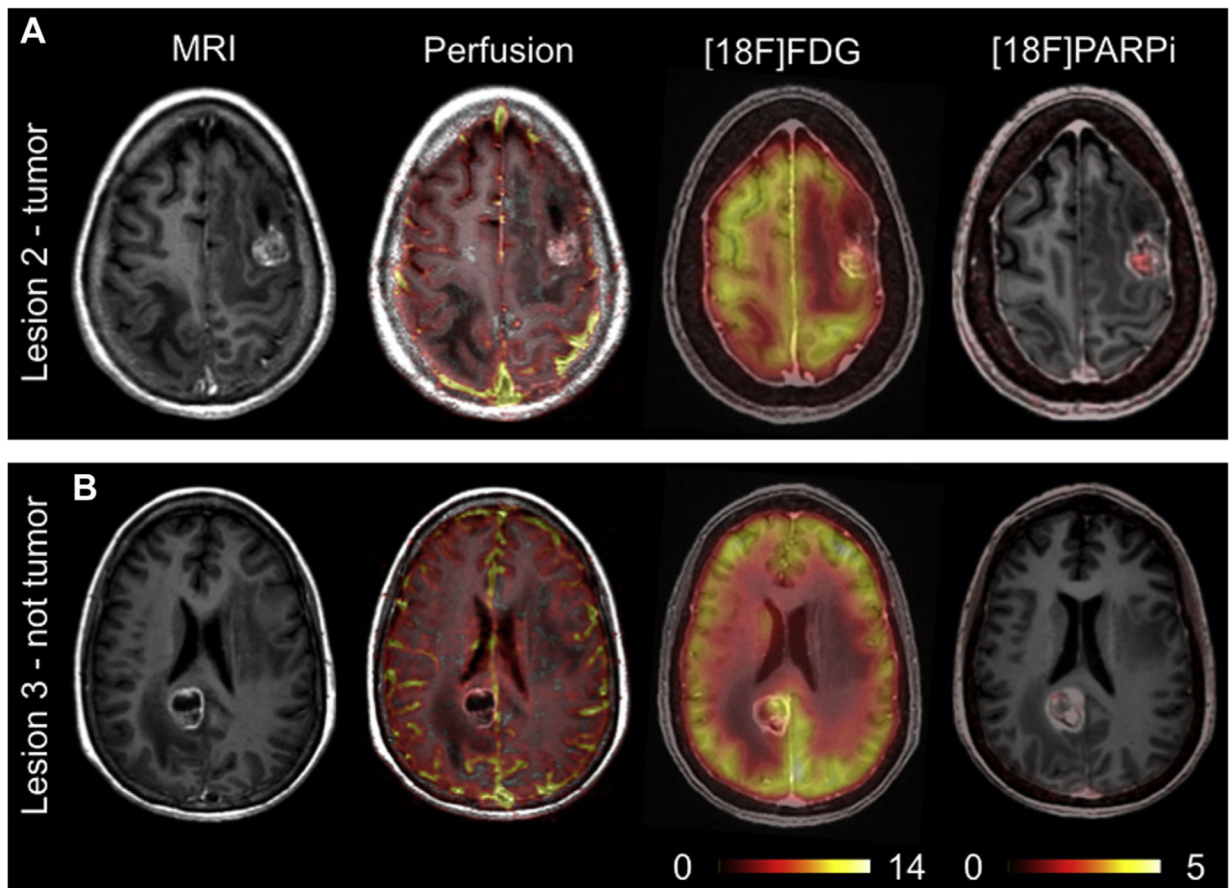 A
MRI
Perfusion
[18F]FDG
[18F]PARPi
Lesion 2 - tumor
B
Lesion 3 - not tumor
0
14
0
5